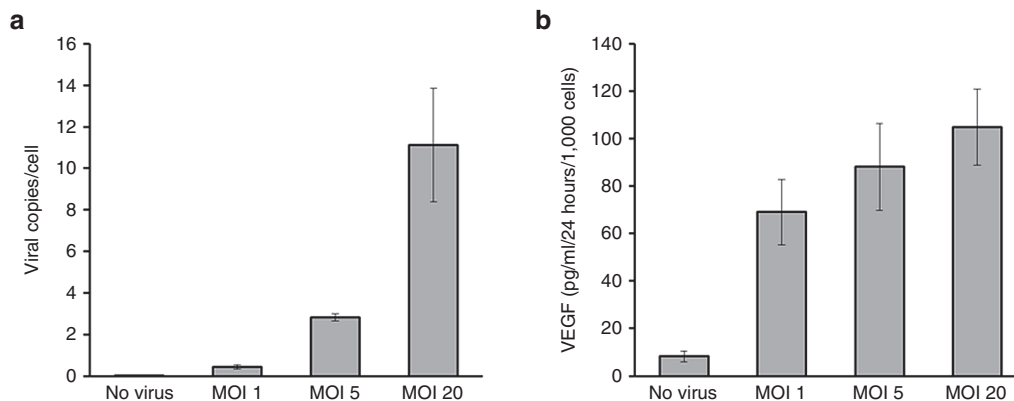 a
Viral copies/cell
16
14
12
10
8
6
4
2
0
No virus MOI 1 MOI 5 MOI 20
b
VEGF (pg/ml/24 hours/1,000 cells)
140
120
100
80
60
40
20
0
No virus MOI 1 MOI 5 MOI 20